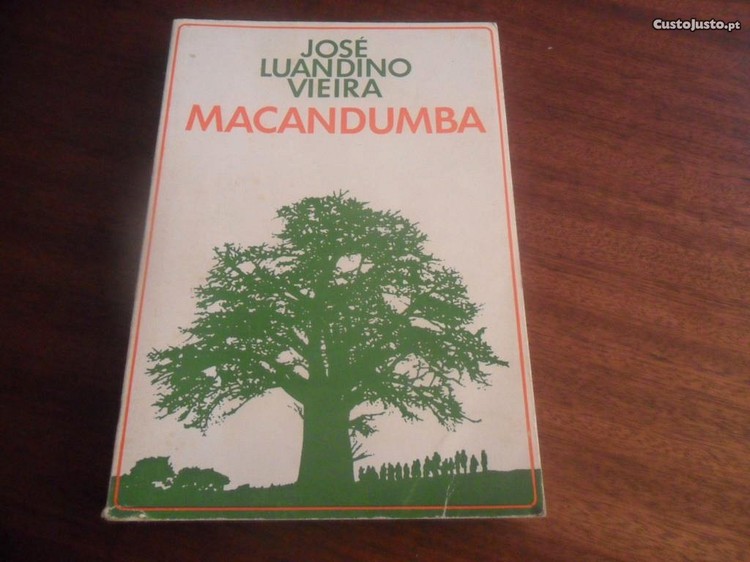 CustoJusto.pt
JOSÉ
LUANDINO
VIEIRA
MACANDUMBA